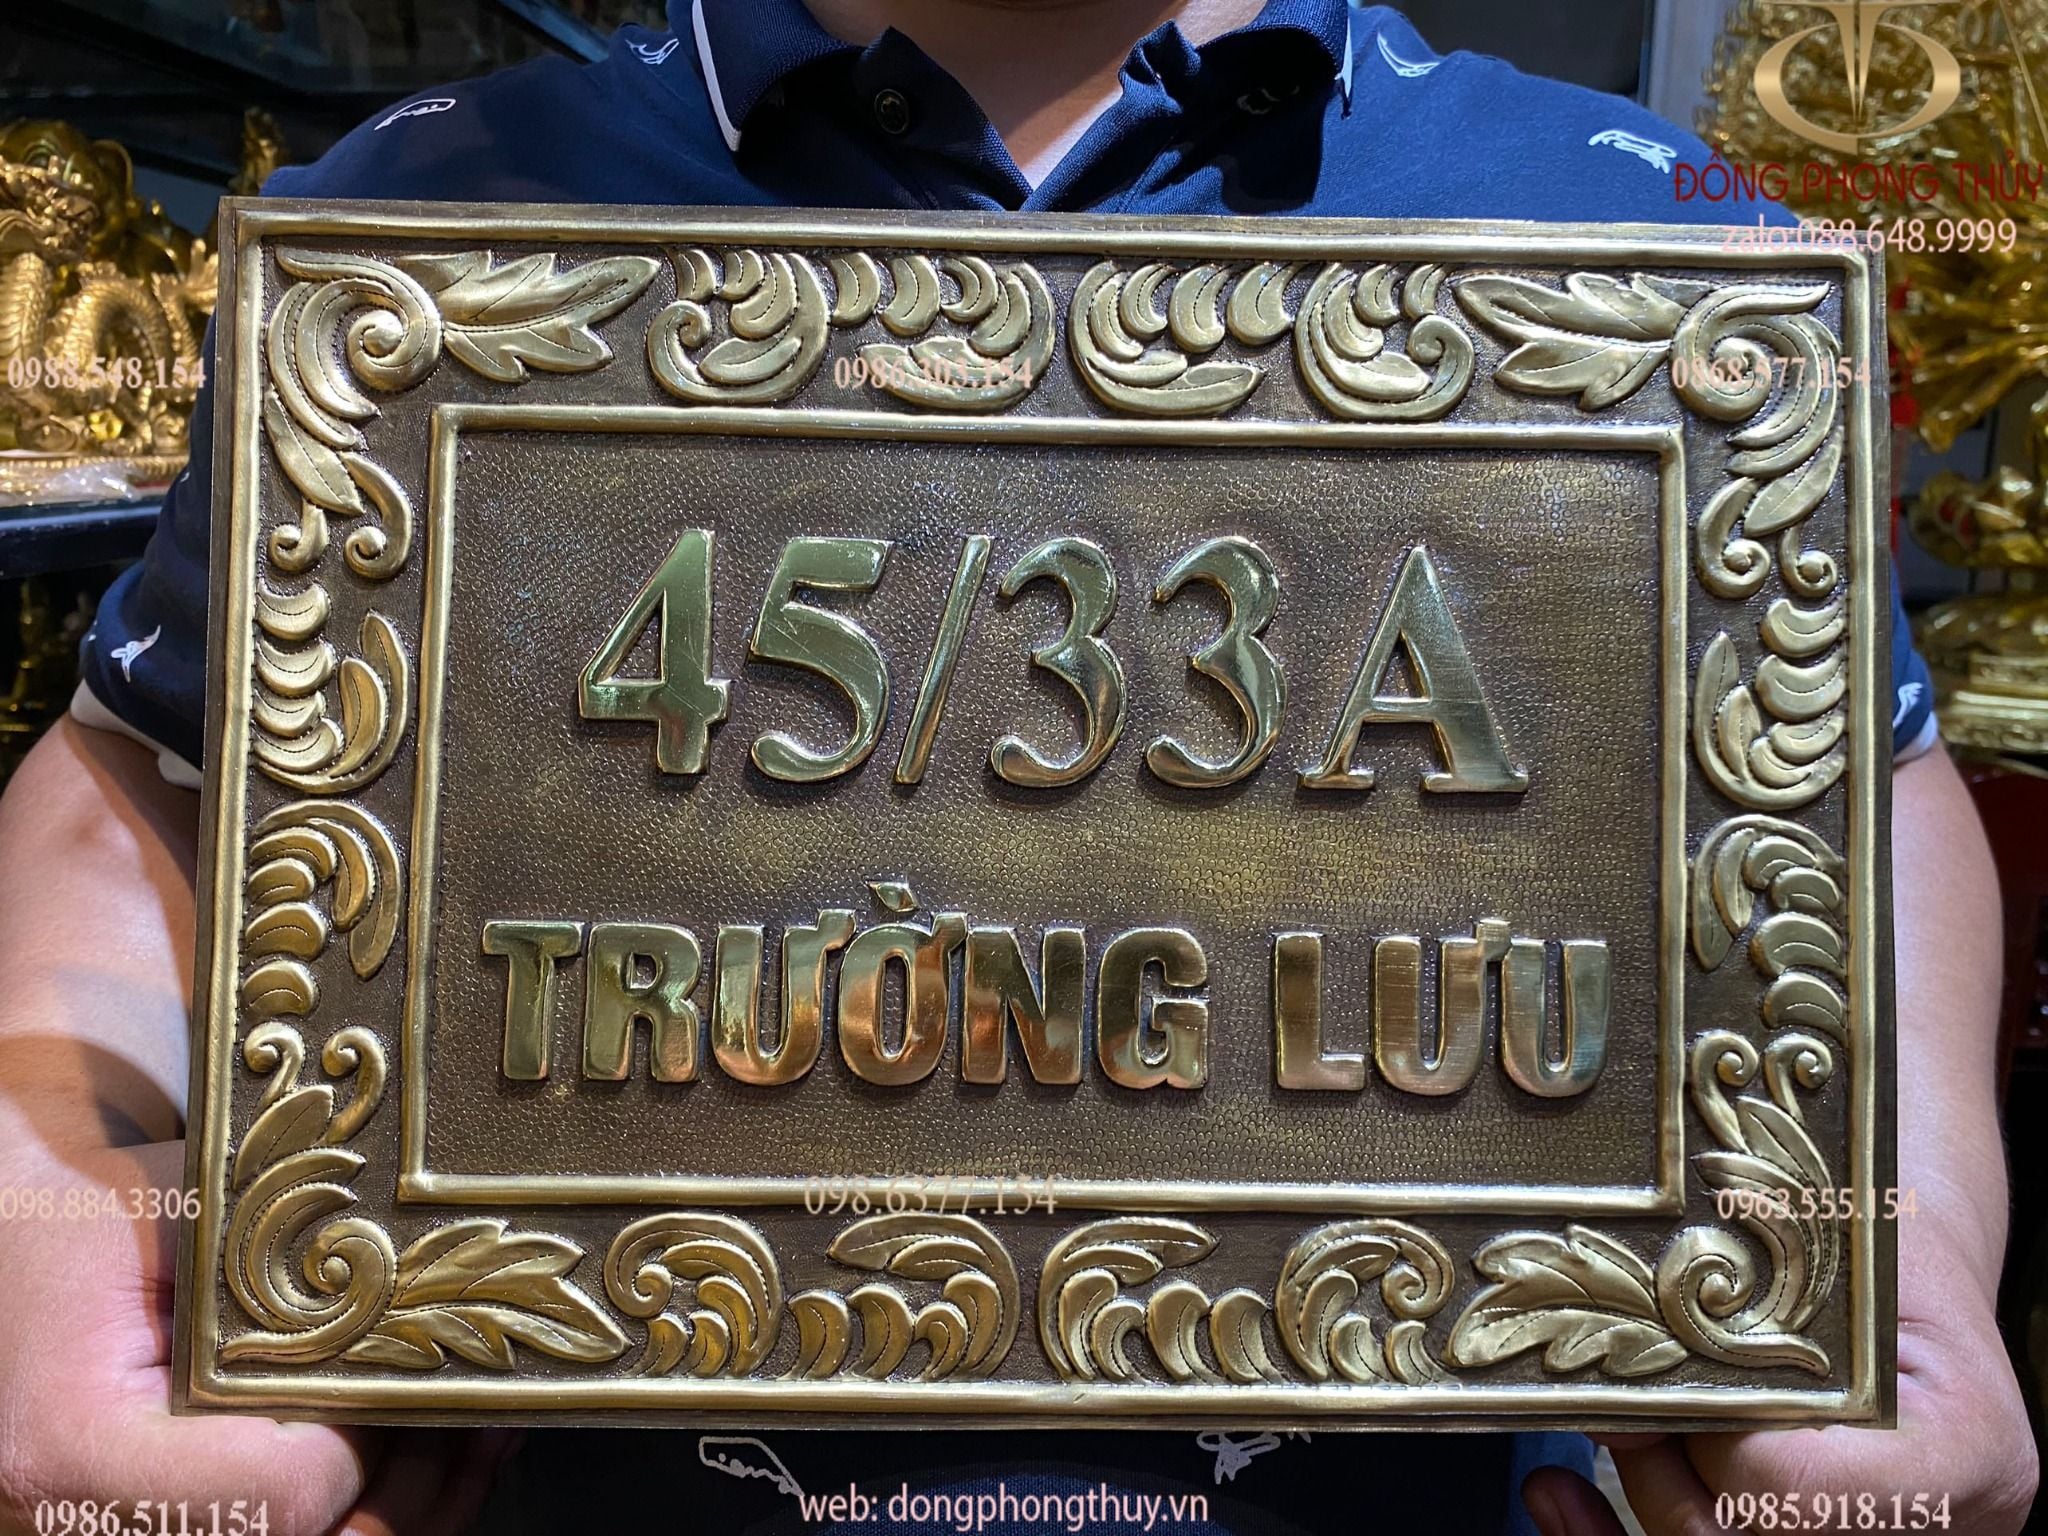 ĐỒNG PHONG THỦY
zalo:088.648.9999
0988.548.154
0986.305.154
0868.577.154
45/33A
TRƯỜNG LƯU
098.884.3306
098.6377.154
0963.555.154
0986.511.154
web: dongphongthuy.vn
0985.918.154